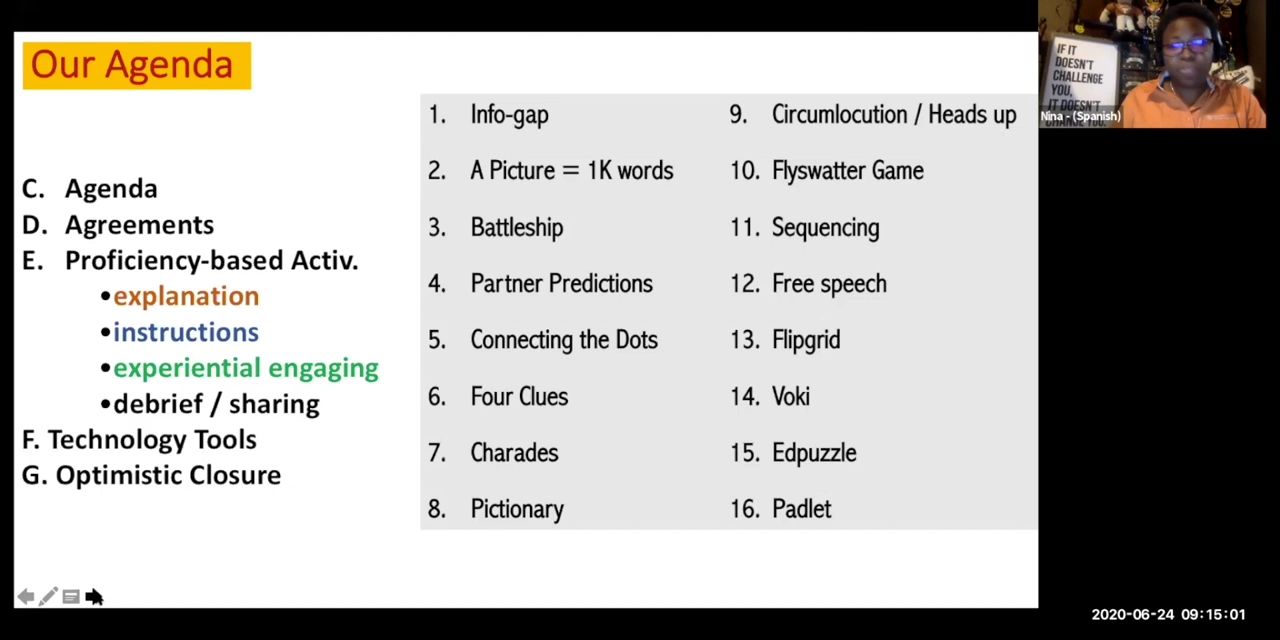 Our Agenda
C. Agenda
D. Agreements
E. Proficiency-based Activ.
•explanation
•instructions
•experiential engaging
•debrief / sharing
F. Technology Tools
G. Optimistic Closure
1. Info-gap
2. A Picture = 1K words
3. Battleship
4. Partner Predictions
5. Connecting the Dots
6. Four Clues
7. Charades
8. Pictionary
9. Circumlocution / Heads up
10. Flyswatter Game
11. Sequencing
12. Free speech
13. Flipgrid
14. Voki
15. Edpuzzle
16. Padlet
IF IT
DOESN'T
CHALLENGE
YOU,
IT DOESN'T
CHANGE YOU.
Nina - (Spanish)
2020-06-24 09:15:01